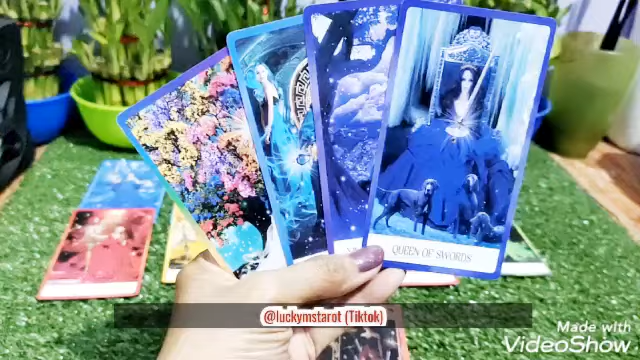 QUEEN OF SWORDS
@luckymstarot (Tiktok)
Made with
VideoShow